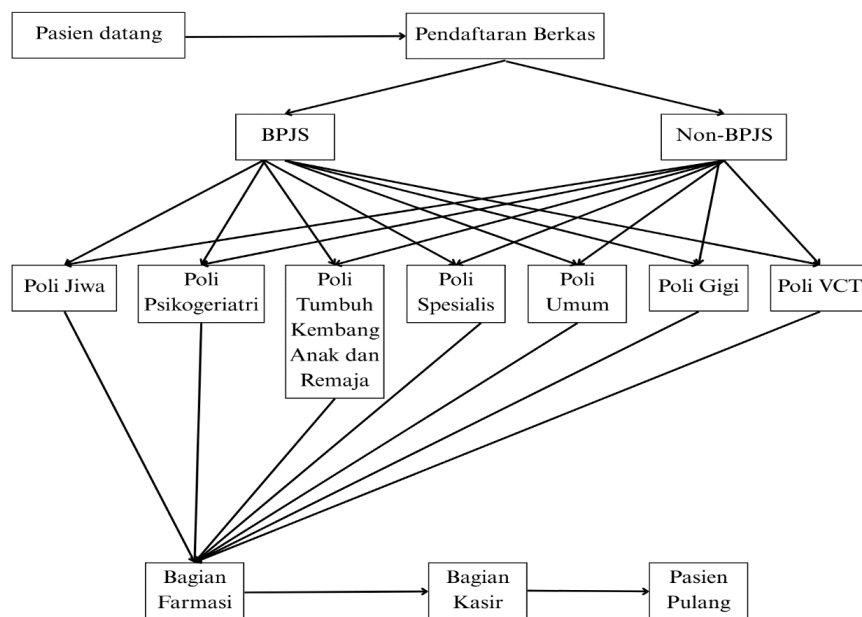 Pasien datang
Pendaftaran Berkas
BPJS
Non-BPJS
Poli Jiwa
Poli
Psikogeriatri
Poli
Tumbuh
Kembang
Anak dan
Remaja
Poli
Spesialis
Poli
Umum
Poli Gigi
Poli VCT
Bagian
Farmasi
Bagian
Kasir
Pasien
Pulang